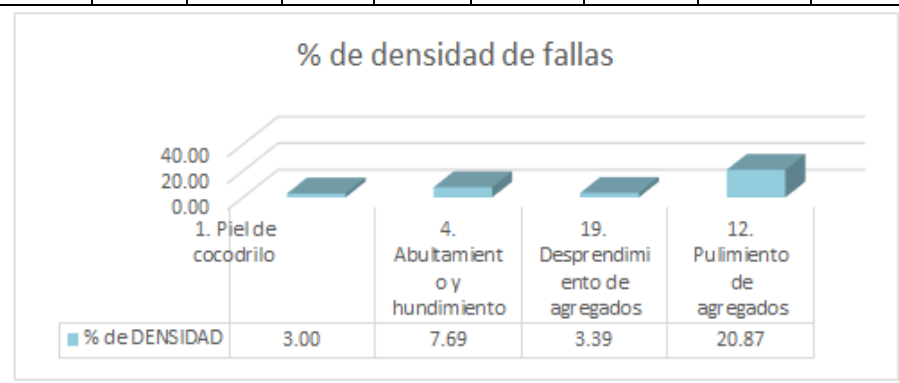 % de densidad de fallas
40.00
20.00
0.00
1. Piel de
cocodrilo
4.
Abultamient
o y
hundimiento
19.
Desprendimi
ento de
agregados
12.
Pulimiento
de
agregados
% de DENSIDAD 3.00 7.69 3.39 20.87